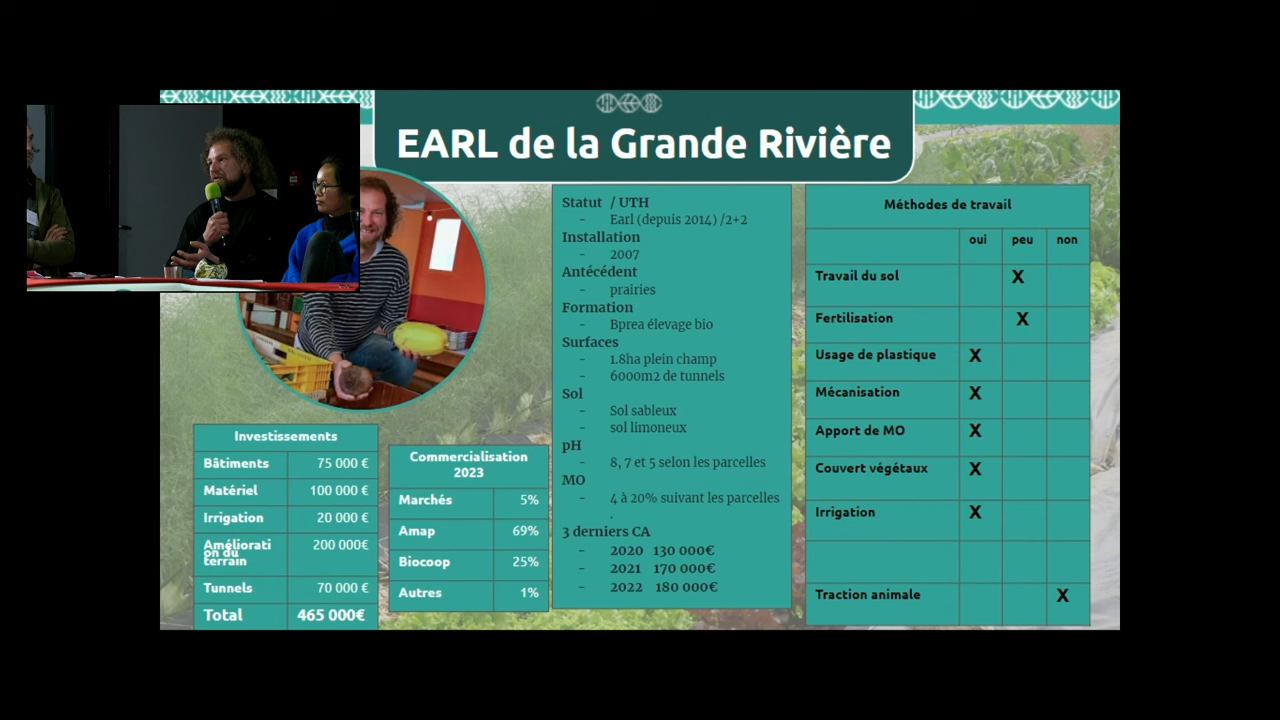 EARL de la Grande Rivière
Investissements
Bâtiments 75 000 €
Matériel 100 000 €
Irrigation 20 000 €
Améliorati
on du
terrain 200 000€
Tunnels 70 000 €
Total 465 000€
Commercialisation
2023
Marchés 5%
Amap 69%
Biocoop 25%
Autres 1%
Statut / UTH
- Earl (depuis 2014) /2+2
Installation
- 2007
Antécédent
- prairies
Formation
- Bprea élevage bio
Surfaces
- 1.8ha plein champ
- 6000m2 de tunnels
Sol
- Sol sableux
- sol limoneux
pH
- 8, 7 et 5 selon les parcelles
MO
- 4 à 20% suivant les parcelles
.
3 derniers CA
- 2020 130 000€
- 2021 170 000€
- 2022 180 000€
Méthodes de travail
oui peu non
Travail du sol X
Fertilisation X
Usage de plastique X
Mécanisation X
Apport de MO X
Couvert végétaux X
Irrigation X
Traction animale X